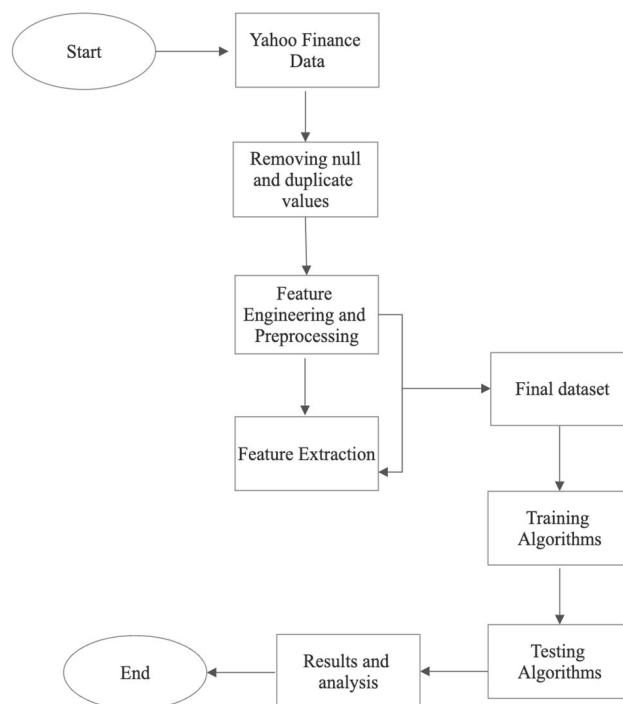 Start
Yahoo Finance
Data
Removing null
and duplicate
values
Feature
Engineering and
Preprocessing
Final dataset
Feature Extraction
Training
Algorithms
Testing
Algorithms
Results and
analysis
End